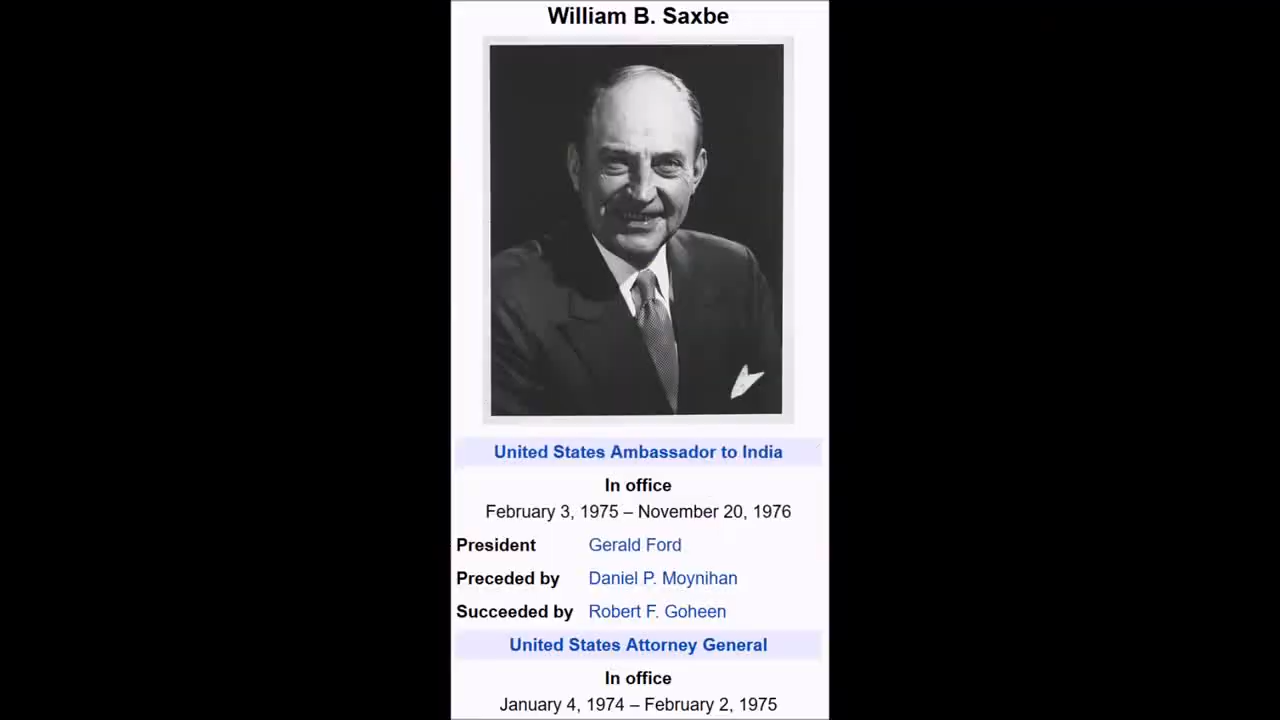 William B. Saxbe
United States Ambassador to India
In office
February 3, 1975 – November 20, 1976
President Gerald Ford
Preceded by Daniel P. Moynihan
Succeeded by Robert F. Goheen
United States Attorney General
In office
January 4, 1974 – February 2, 1975